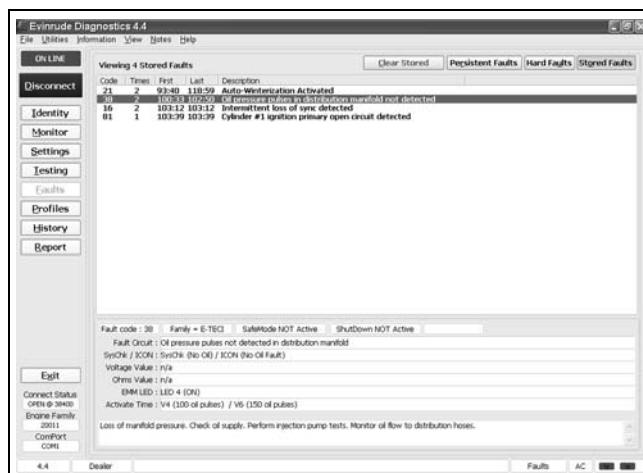 Evinrude Diagnostics 4.4
File Utilities Information View Notes Help
ON LINE
Viewing 4 Stored Faults
Clear Stored Persistent Faults Hard Faults Stored Faults
Disconnect
Code Times First Last Description
21 2 93:40 118:59 Auto-Winterization Activated
38 2 100:33 102:50 Oil pressure pulses in distribution manifold not detected
16 2 103:12 103:12 Intermittent loss of sync detected
81 1 103:39 103:39 Cylinder #1 ignition primary open circuit detected
Identity
Monitor
Settings
Testing
Faults
Profiles
History
Report
Fault code : 38 Family = E-TEC1 SafeMode NOT Active ShutDown NOT Active
Fault Circuit : Oil pressure pulses not detected in distribution manifold
SysChk / ICON : SysChk (No Oil) / ICON (No Oil Fault)
Voltage Value : n/a
Ohms Value : n/a
EMM LED : LED 4 (ON)
Activate Time : V4 (100 oil pulses) / V6 (150 oil pulses)
Loss of manifold pressure. Check oil supply. Perform injection pump tests. Monitor oil flow to distribution hoses.
Exit
Connect Status
OPEN @ 38400
Engine Family
20011
ComPort
COM1
4.4 Dealer Faults AC